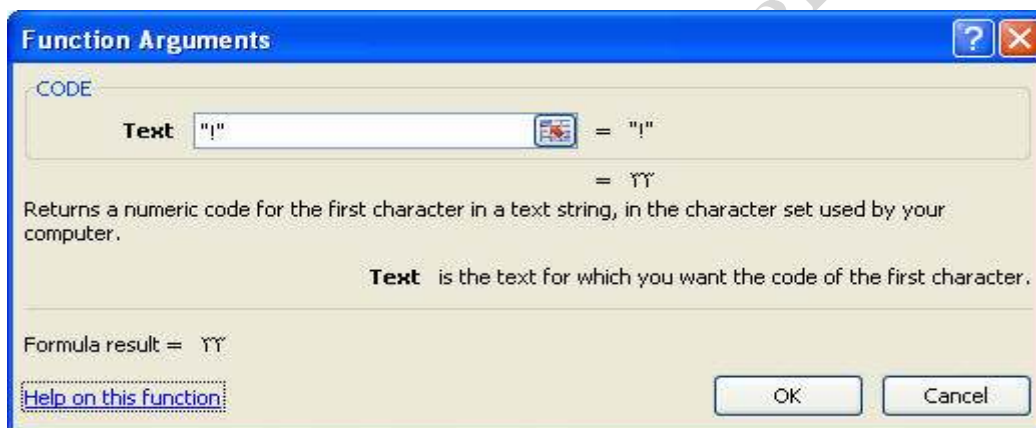 Function Arguments
CODE
Text "!" = "!"
= ٣٣
Returns a numeric code for the first character in a text string, in the character set used by your
computer.
Text is the text for which you want the code of the first character.
Formula result = ٣٣
Help on this function
OK Cancel